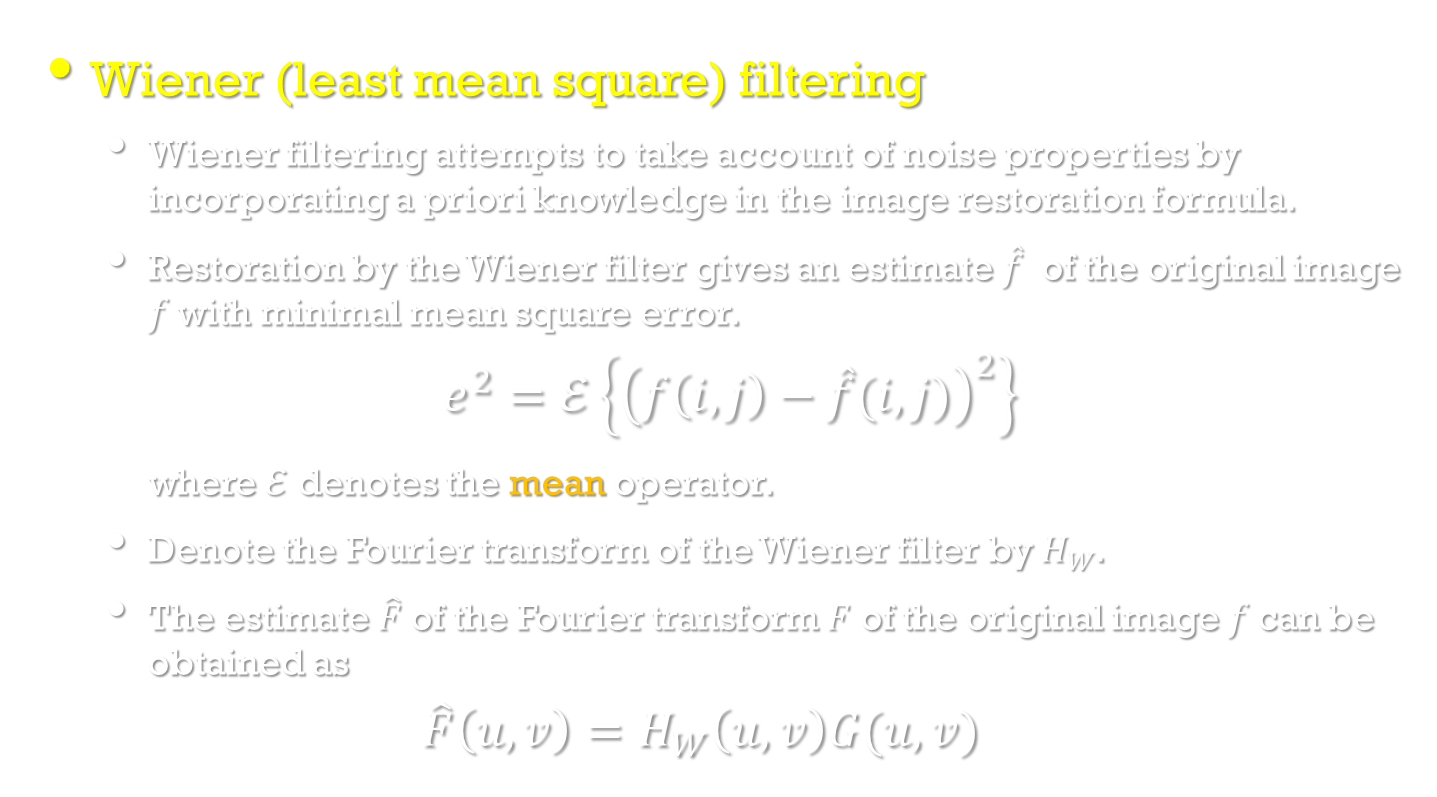 • Wiener (least mean square) filtering
• Wiener filtering attempts to take account of noise properties by
incorporating a priori knowledge in the image restoration formula.
• Restoration by the Wiener filter gives an estimate f̂ of the original image
f with minimal mean square error.
e² = ℰ{(f(i,j) − f̂(i,j))²}
where ℰ denotes the mean operator.
• Denote the Fourier transform of the Wiener filter by H_W.
• The estimate F̂ of the Fourier transform F of the original image f can be
obtained as
F̂(u,v) = H_W(u,v)G(u,v)